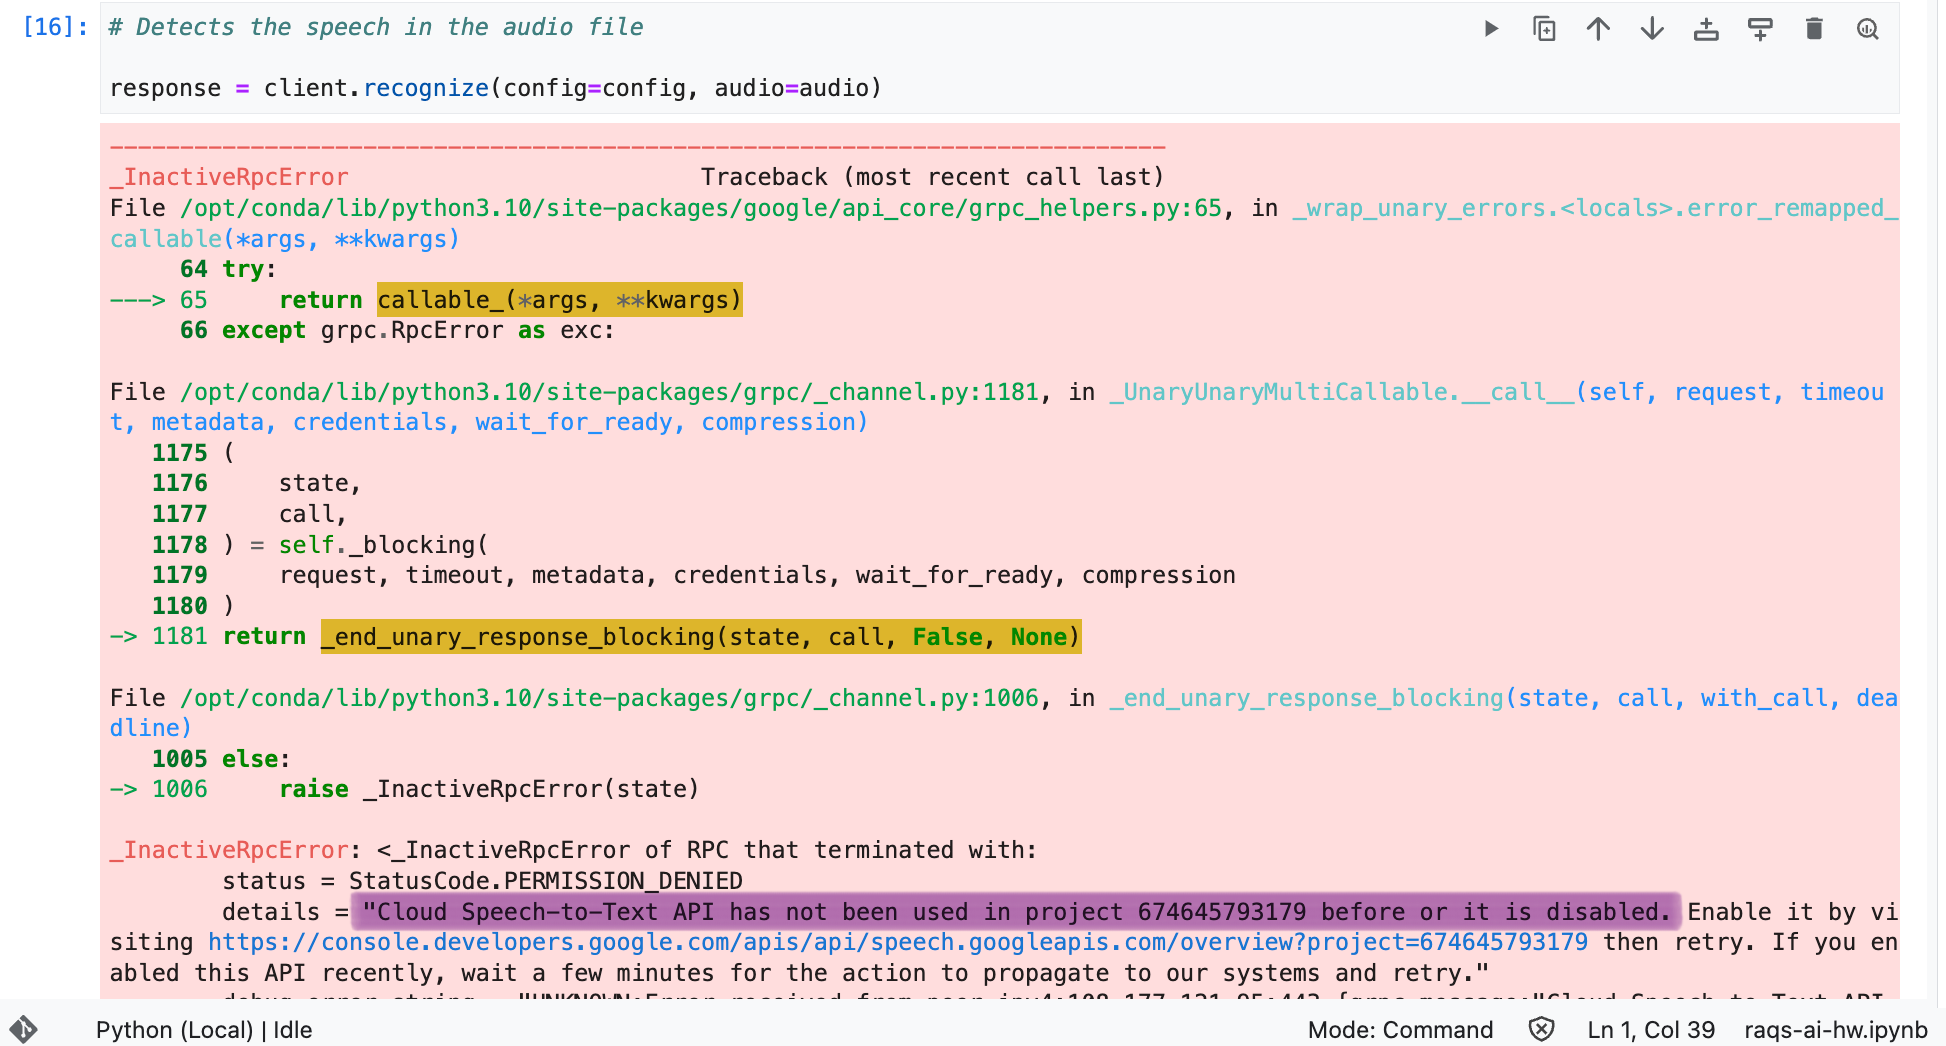 [16]: # Detects the speech in the audio file
response = client.recognize(config=config, audio=audio)
---------------------------------------------------------------------------
_InactiveRpcError                         Traceback (most recent call last)
File /opt/conda/lib/python3.10/site-packages/google/api_core/grpc_helpers.py:65, in _wrap_unary_errors.<locals>.error_remapped_
callable(*args, **kwargs)
     64 try:
---> 65     return callable_(*args, **kwargs)
     66 except grpc.RpcError as exc:
File /opt/conda/lib/python3.10/site-packages/grpc/_channel.py:1181, in _UnaryUnaryMultiCallable.__call__(self, request, timeou
t, metadata, credentials, wait_for_ready, compression)
   1175 (
   1176     state,
   1177     call,
   1178 ) = self._blocking(
   1179     request, timeout, metadata, credentials, wait_for_ready, compression
   1180 )
-> 1181 return _end_unary_response_blocking(state, call, False, None)
File /opt/conda/lib/python3.10/site-packages/grpc/_channel.py:1006, in _end_unary_response_blocking(state, call, with_call, dea
dline)
   1005 else:
-> 1006     raise _InactiveRpcError(state)
_InactiveRpcError: <_InactiveRpcError of RPC that terminated with:
        status = StatusCode.PERMISSION_DENIED
        details = "Cloud Speech-to-Text API has not been used in project 674645793179 before or it is disabled. Enable it by vi
siting https://console.developers.google.com/apis/api/speech.googleapis.com/overview?project=674645793179 then retry. If you en
abled this API recently, wait a few minutes for the action to propagate to our systems and retry."
Python (Local) | Idle Mode: Command Ln 1, Col 39 raqs-ai-hw.ipynb